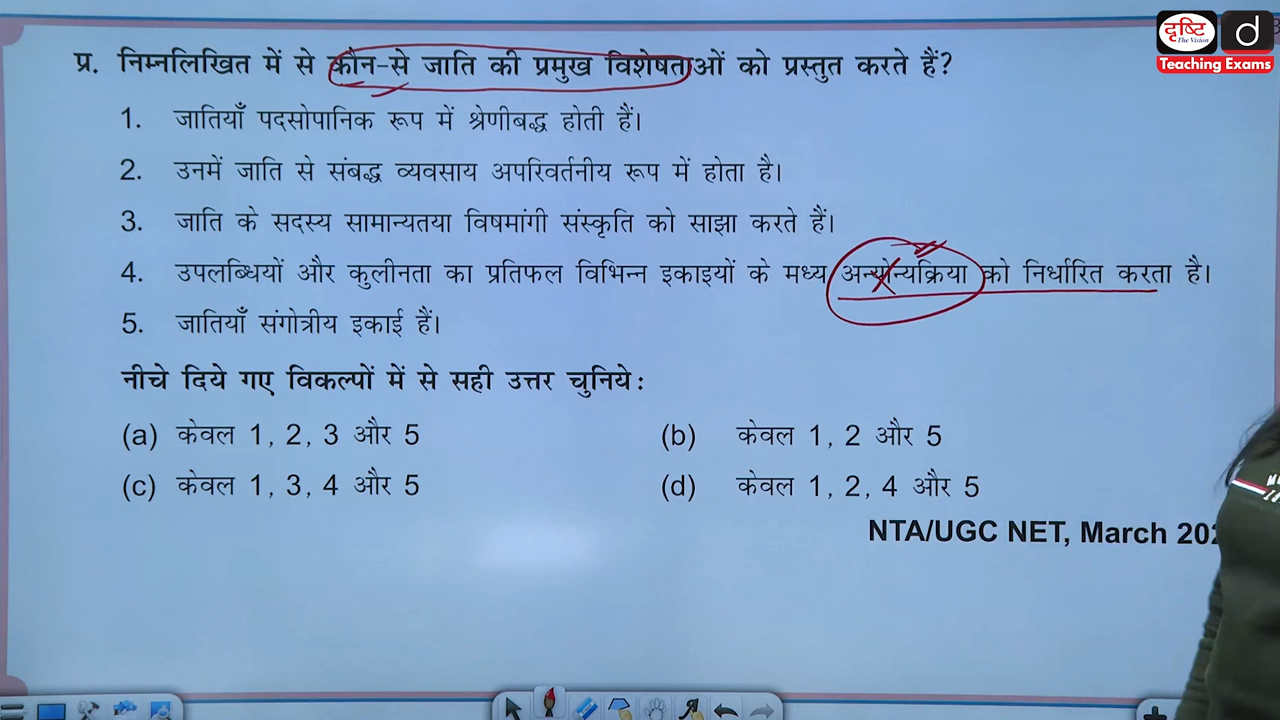 दृष्टि
The Vision
d
Teaching Exams
प्र. निम्नलिखित में से कौन-से जाति की प्रमुख विशेषताओं को प्रस्तुत करते हैं?
1. जातियाँ पदसोपानिक रूप में श्रेणीबद्ध होती हैं।
2. उनमें जाति से संबद्ध व्यवसाय अपरिवर्तनीय रूप में होता है।
3. जाति के सदस्य सामान्यतया विषमांगी संस्कृति को साझा करते हैं।
4. उपलब्धियों और कुलीनता का प्रतिफल विभिन्न इकाइयों के मध्य अन्योन्यक्रिया को निर्धारित करता है।
5. जातियाँ संगोत्रीय इकाई हैं।
नीचे दिये गए विकल्पों में से सही उत्तर चुनिये:
(a) केवल 1, 2, 3 और 5 (b) केवल 1, 2 और 5
(c) केवल 1, 3, 4 और 5 (d) केवल 1, 2, 4 और 5
NTA/UGC NET, March 202